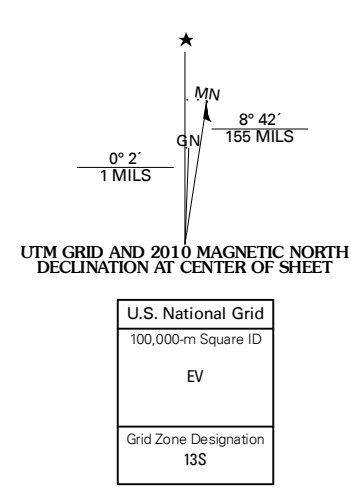 ★
MN
8° 42´
155 MILS
GN
0° 2´
1 MILS
UTM GRID AND 2010 MAGNETIC NORTH
DECLINATION AT CENTER OF SHEET
U.S. National Grid
100,000-m Square ID
EV
Grid Zone Designation
13S